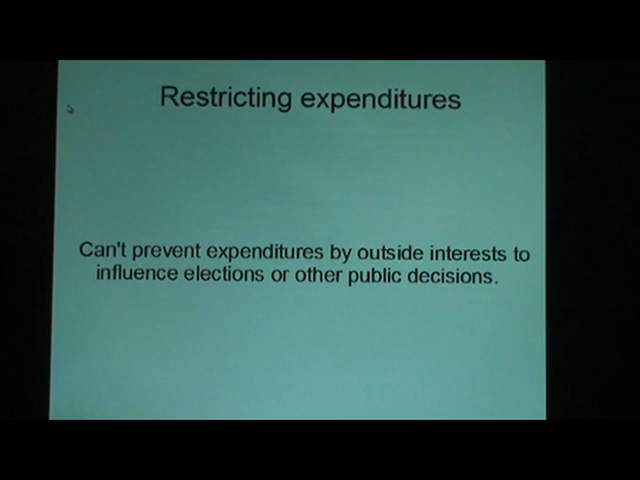 Restricting expenditures
Can't prevent expenditures by outside interests to
influence elections or other public decisions.